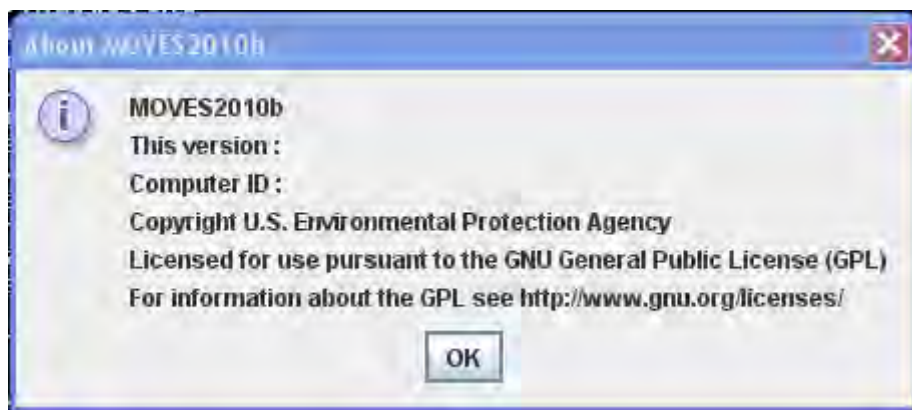 About MOVES2010b
MOVES2010b
This version :
Computer ID :
Copyright U.S. Environmental Protection Agency
Licensed for use pursuant to the GNU General Public License (GPL)
For information about the GPL see http://www.gnu.org/licenses/
OK